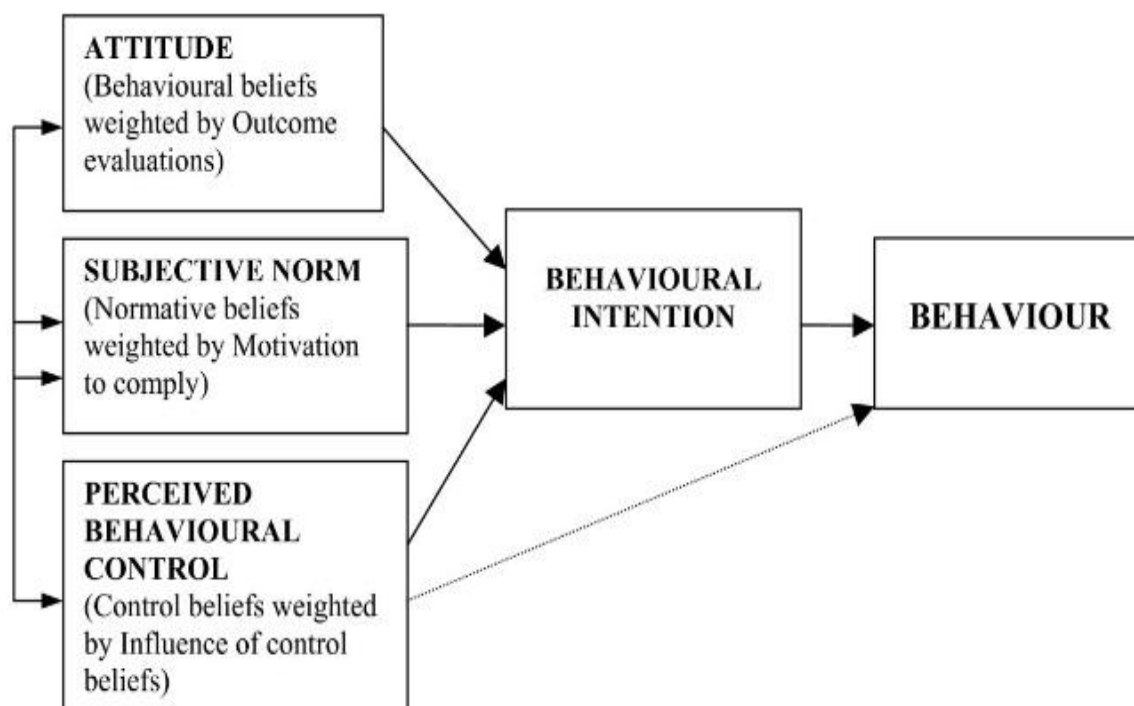 ATTITUDE
(Behavioural beliefs
weighted by Outcome
evaluations)
SUBJECTIVE NORM
(Normative beliefs
weighted by Motivation
to comply)
PERCEIVED
BEHAVIOURAL
CONTROL
(Control beliefs weighted
by Influence of control
beliefs)
BEHAVIOURAL
INTENTION
BEHAVIOUR